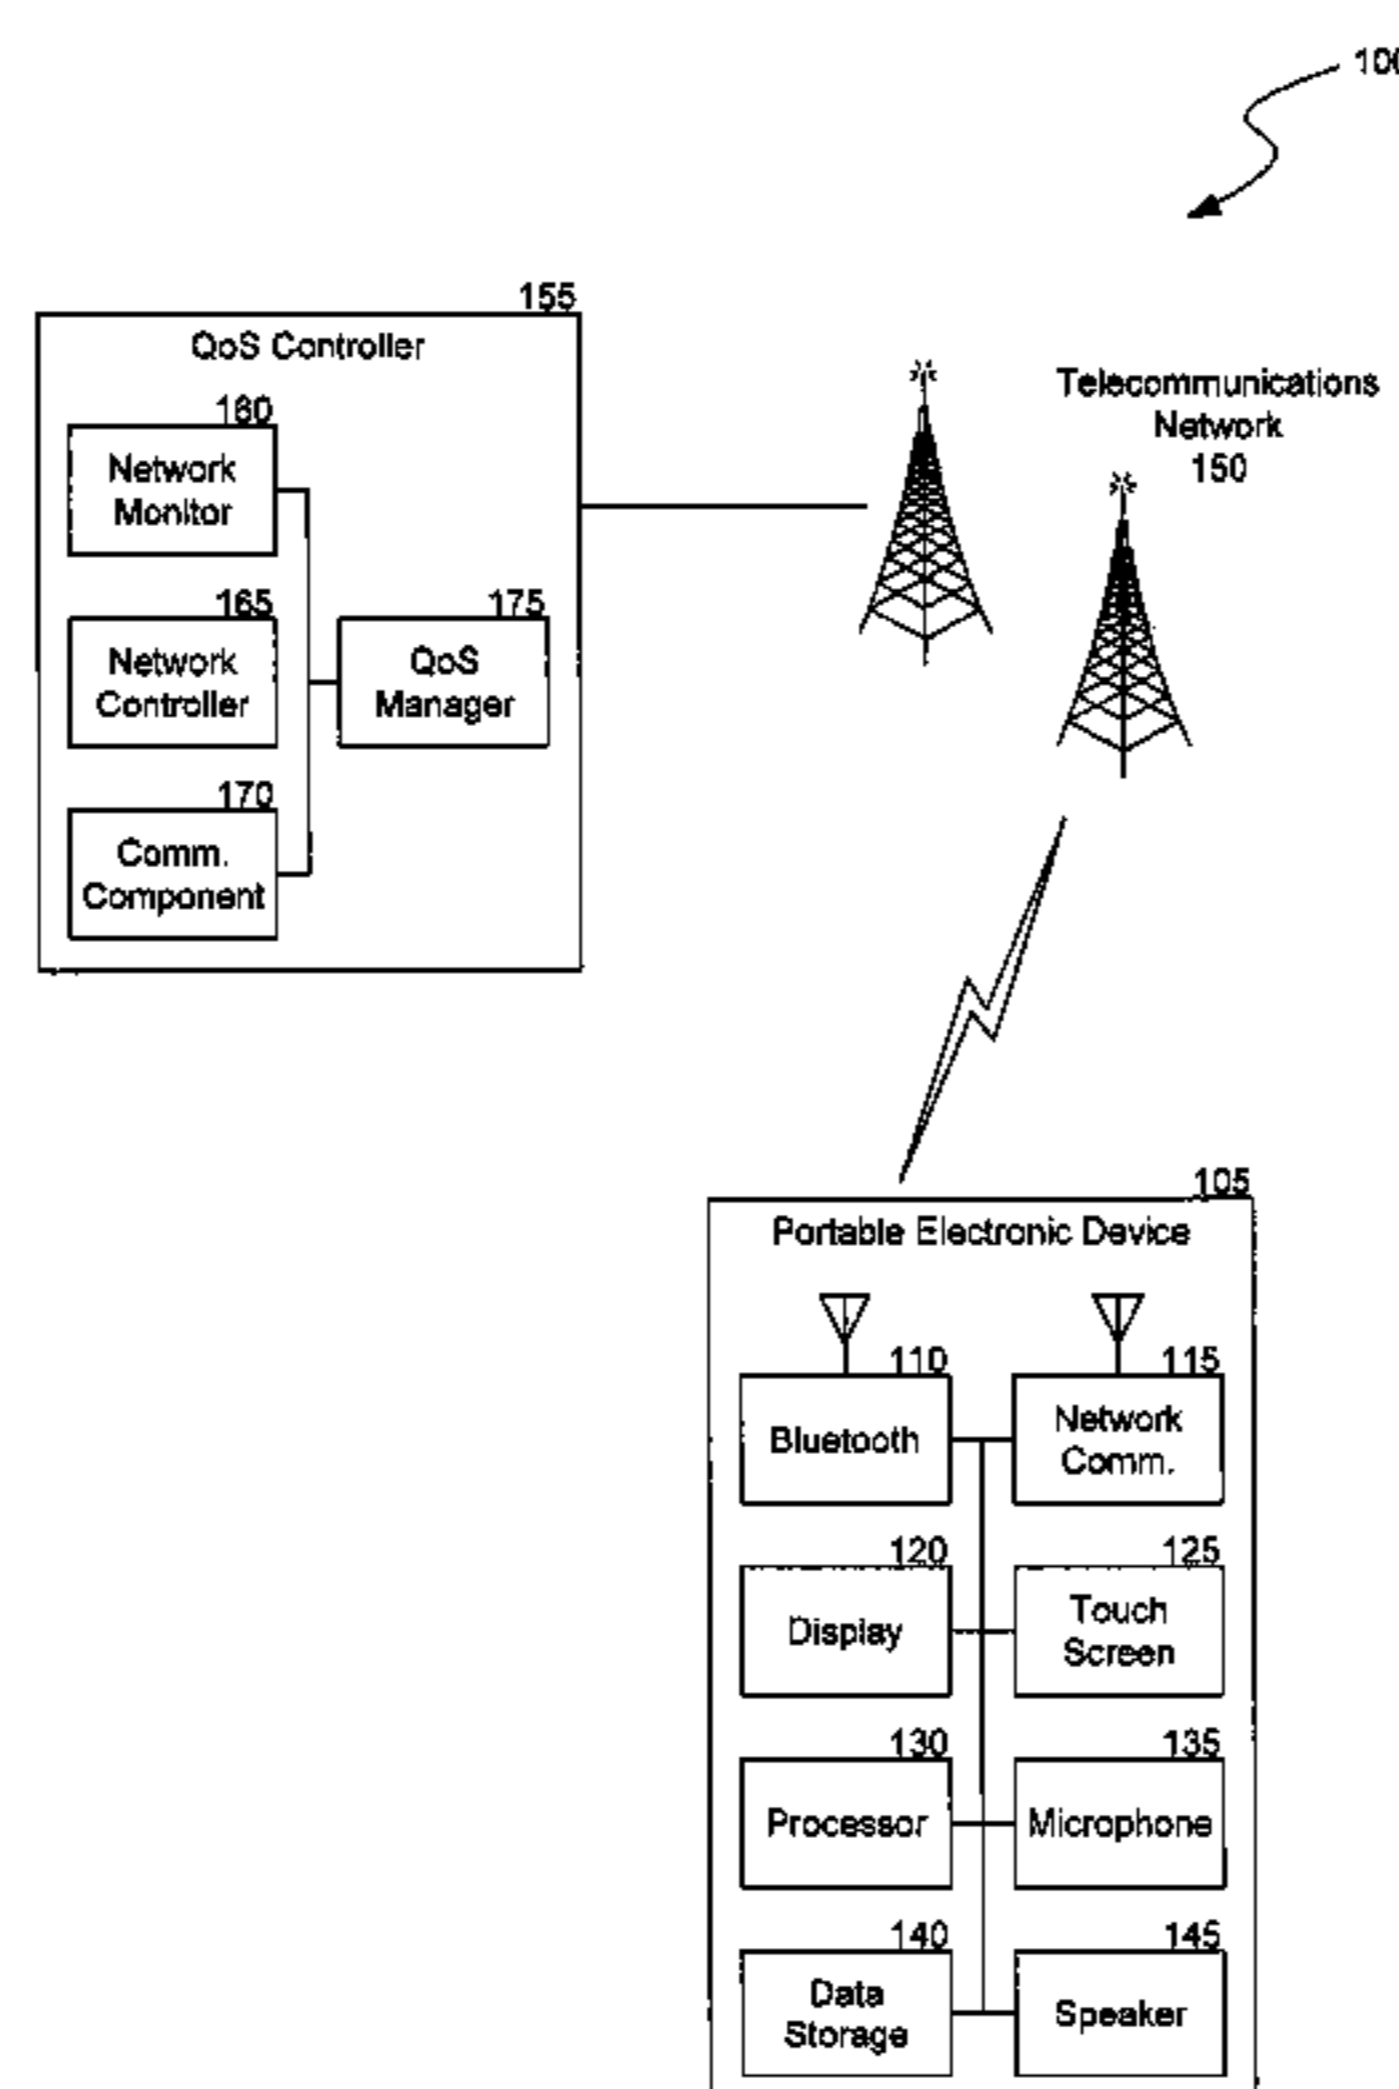 100
155
QoS Controller
160
Network
Monitor
165
Network
Controller
175
QoS
Manager
170
Comm.
Component
Telecommunications
Network
150
105
Portable Electronic Device
110
Bluetooth
115
Network
Comm.
120
Display
125
Touch
Screen
130
Processor
135
Microphone
140
Data
Storage
145
Speaker